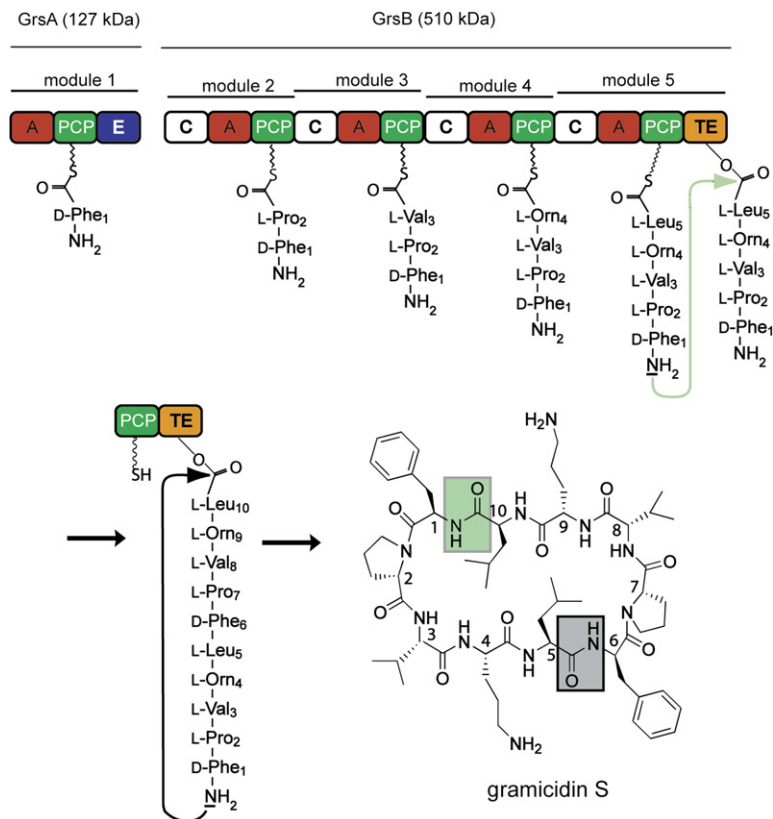 GrsA (127 kDa) GrsB (510 kDa)
module 1 module 2 module 3 module 4 module 5
A PCP E C A PCP C A PCP C A PCP C A PCP TE
S S S S S O
O O O O O O
D-Phe1 L-Pro2 L-Val3 L-Orn4 L-Leu5 L-Leu5
NH2 D-Phe1 L-Pro2 L-Val3 L-Orn4 L-Orn4
NH2 D-Phe1 L-Pro2 L-Val3 L-Val3
NH2 D-Phe1 L-Pro2 L-Pro2
NH2 D-Phe1 D-Phe1
NH2 NH2
PCP TE
SH O O
L-Leu10
L-Orn9
L-Val8
L-Pro7
D-Phe6
L-Leu5
L-Orn4
L-Val3
L-Pro2
D-Phe1
NH2
H2N
O O 10 H N O 9 H N O 8
O 1 N H N 2 O HN 3 O H N 4 O H N 5 O HN 6 O N 7 O NH
NH2
gramicidin S